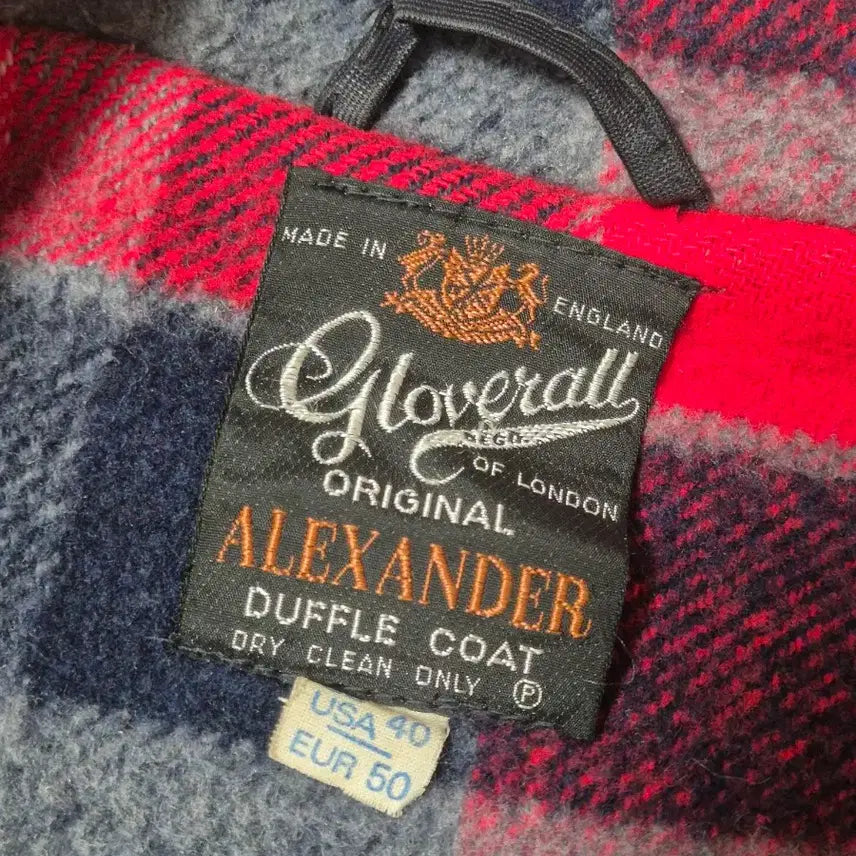 MADE IN ENGLAND
Gloverall
REGD
OF LONDON
ORIGINAL
ALEXANDER
DUFFLE COAT
DRY CLEAN ONLY Ⓟ
USA 40
EUR 50